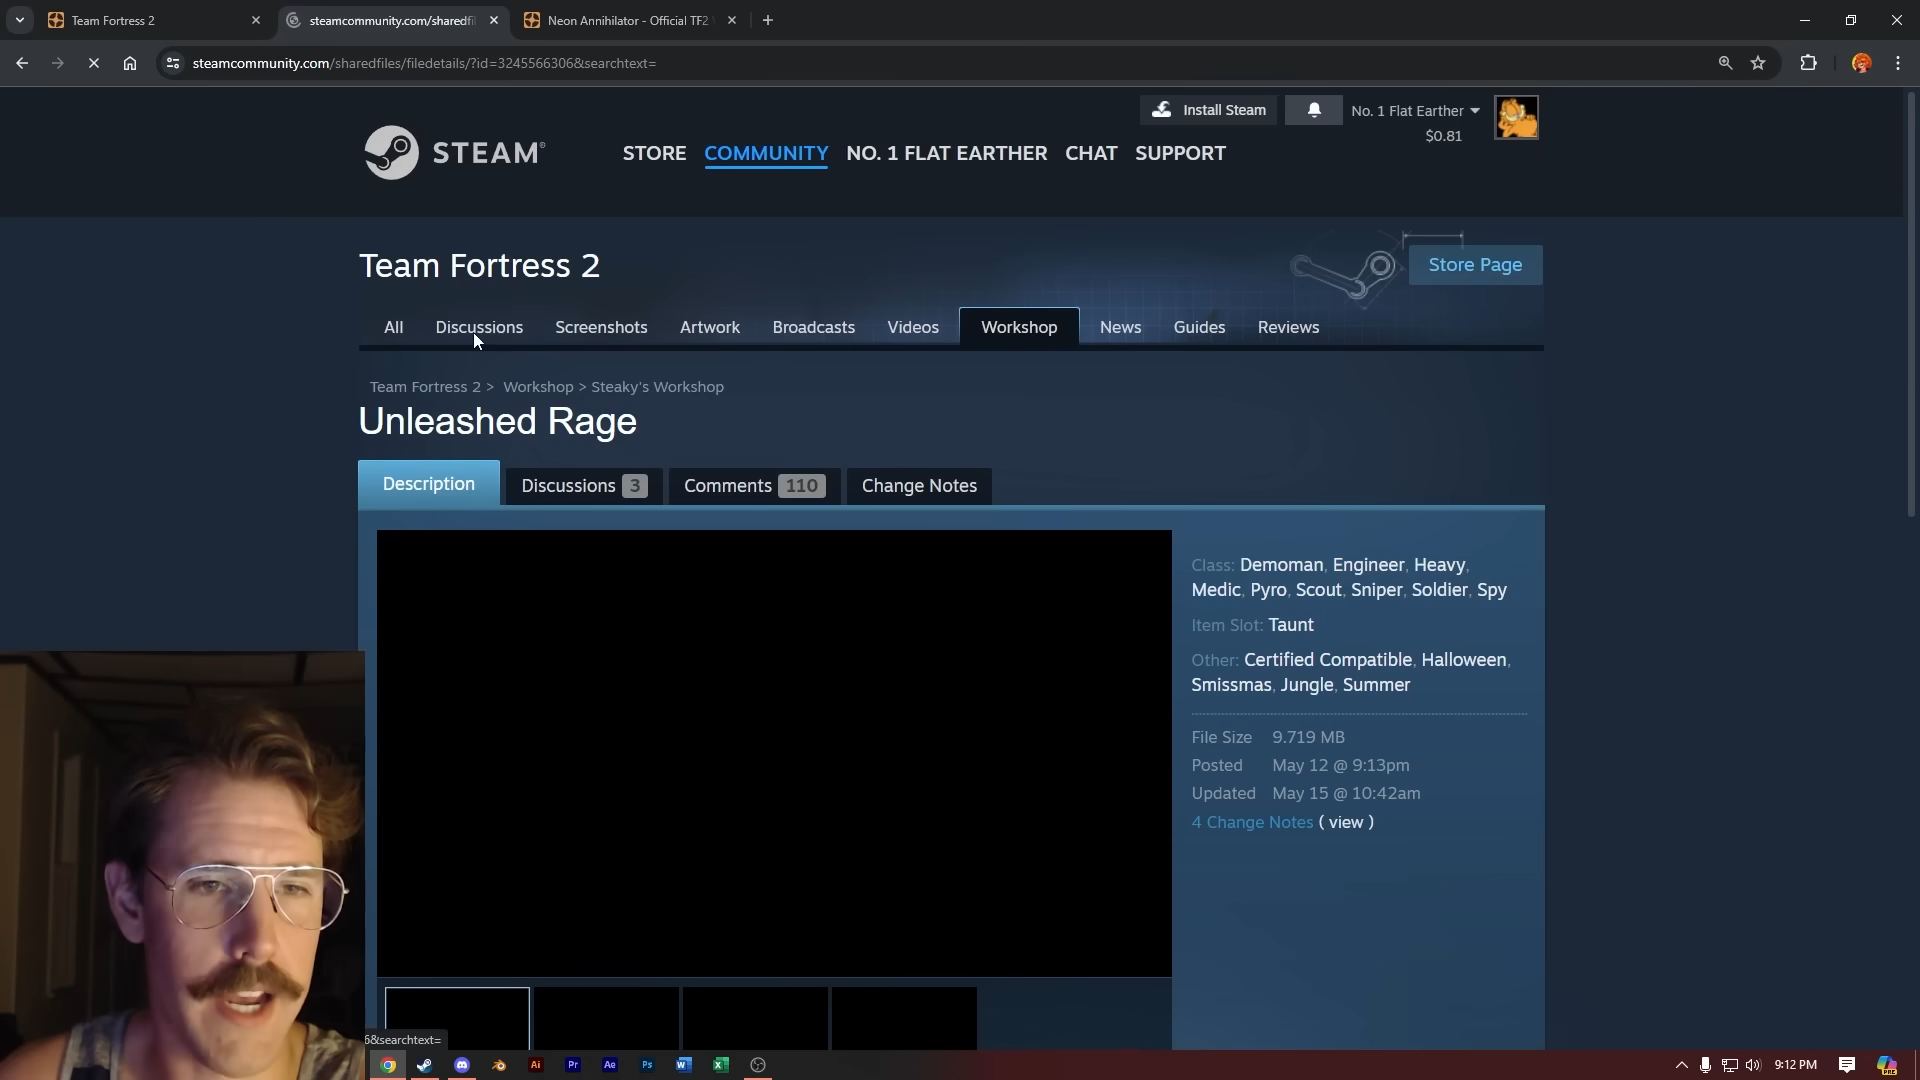 Team Fortress 2
steamcommunity.com/sharedfi
Neon Annihilator - Official TF2
steamcommunity.com/sharedfiles/filedetails/?id=3245566306&searchtext=
Install Steam
No. 1 Flat Earther
$0.81
STEAM®
STORE
COMMUNITY
NO. 1 FLAT EARTHER
CHAT
SUPPORT
Team Fortress 2
Store Page
All
Discussions
Screenshots
Artwork
Broadcasts
Videos
Workshop
News
Guides
Reviews
Team Fortress 2 > Workshop > Steaky's Workshop
Unleashed Rage
Description
Discussions 3
Comments 110
Change Notes
Class: Demoman, Engineer, Heavy,
Medic, Pyro, Scout, Sniper, Soldier, Spy
Item Slot: Taunt
Other: Certified Compatible, Halloween,
Smissmas, Jungle, Summer
File Size 9.719 MB
Posted May 12 @ 9:13pm
Updated May 15 @ 10:42am
4 Change Notes ( view )
6&searchtext=
Ai
Pr
Ae
Ps
W
X
9:12 PM
PRE